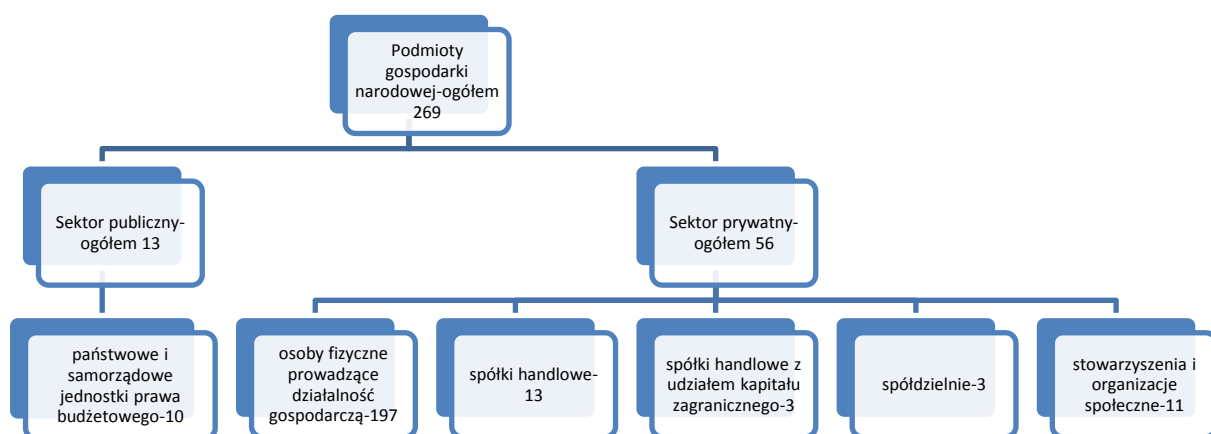 Podmioty
gospodarki
narodowej-ogółem
269
Sektor publiczny-
ogółem 13
Sektor prywatny-
ogółem 56
państwowe i
samorządowe
jednostki prawa
budżetowego-10
osoby fizyczne
prowadzące
działalność
gospodarczą-197
spółki handlowe-
13
spółki handlowe z
udziałem kapitału
zagranicznego-3
spółdzielnie-3
stowarzyszenia i
organizacje
społeczne-11